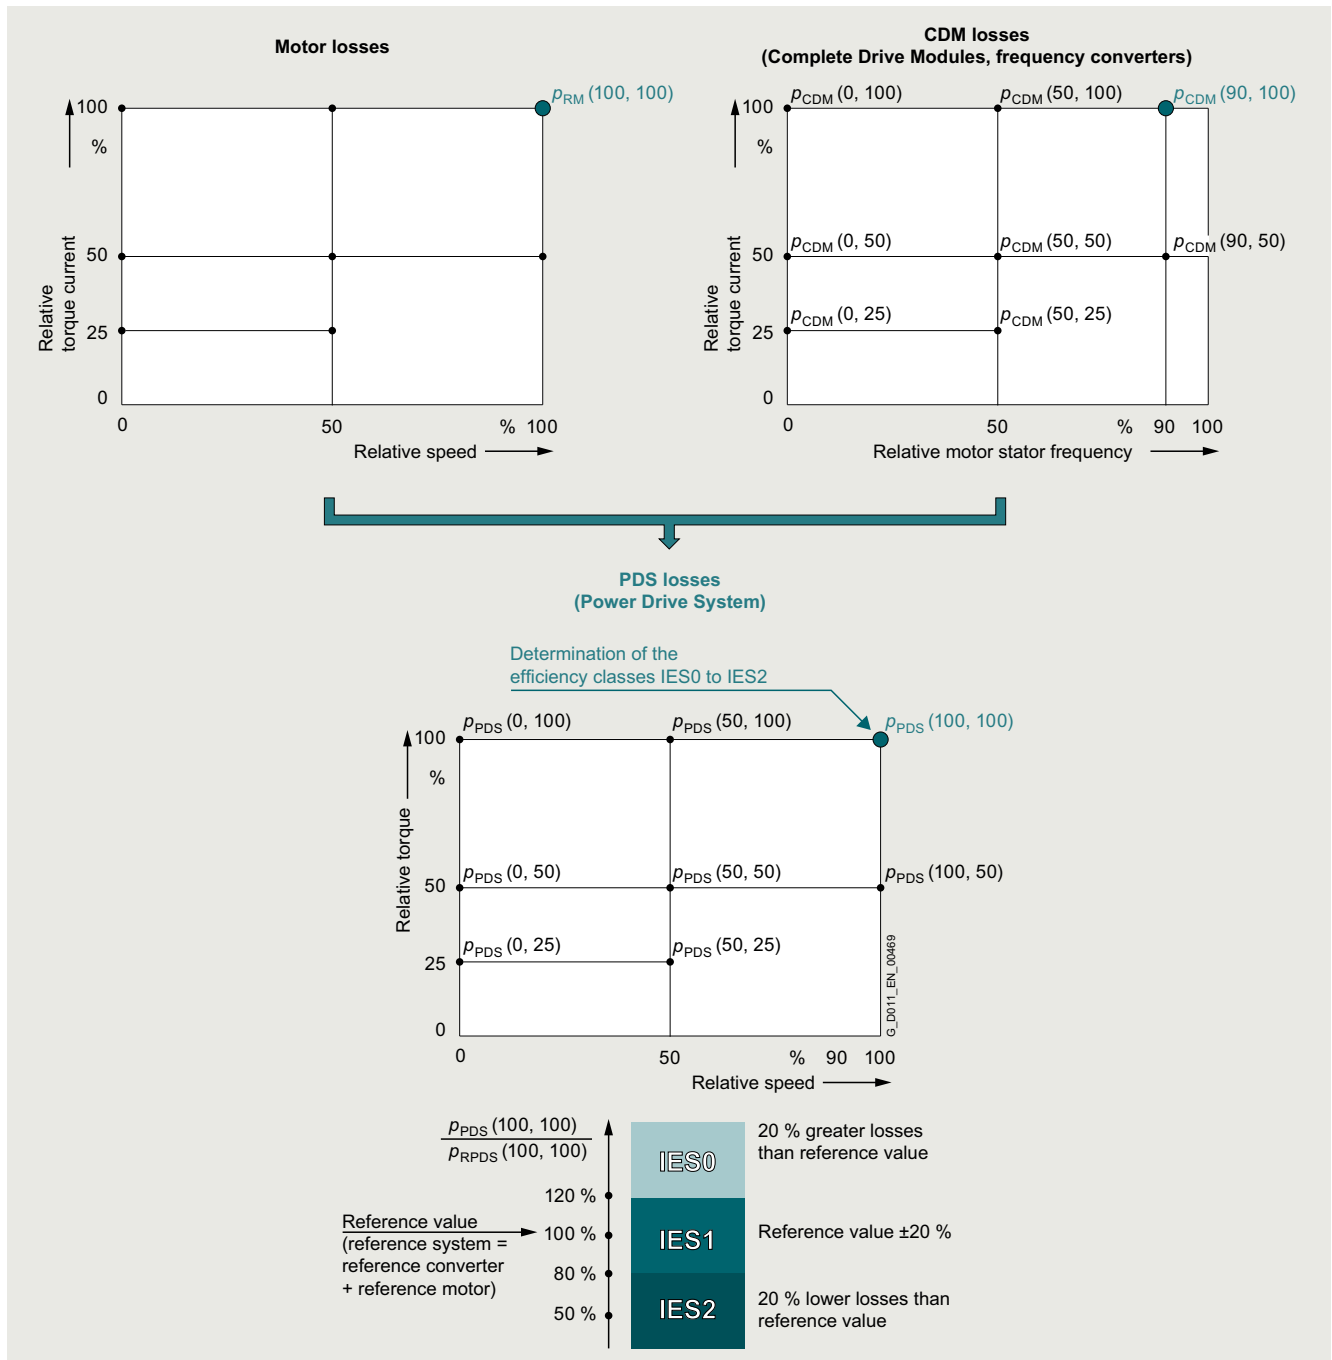 Motor losses
pRM (100, 100)
100
%
50
25
0
Relative
torque current
0
50
% 100
Relative speed
CDM losses
(Complete Drive Modules, frequency converters)
pCDM (0, 100)
pCDM (50, 100)
pCDM (90, 100)
100
%
pCDM (0, 50)
pCDM (50, 50)
pCDM (90, 50)
50
pCDM (0, 25)
pCDM (50, 25)
25
0
Relative
torque current
0
50
% 90 100
Relative motor stator frequency
PDS losses
(Power Drive System)
Determination of the
efficiency classes IES0 to IES2
pPDS (0, 100)
pPDS (50, 100)
pPDS (100, 100)
100
%
pPDS (0, 50)
pPDS (50, 50)
pPDS (100, 50)
50
pPDS (0, 25)
pPDS (50, 25)
25
0
Relative torque
G_D011_EN_00469
0
50
% 90 100
Relative speed
pPDS (100, 100)
pRPDS (100, 100)
IES0
20 % greater losses
than reference value
120 %
Reference value
(reference system =
reference converter
+ reference motor)
100 %
IES1
Reference value ±20 %
80 %
50 %
IES2
20 % lower losses than
reference value